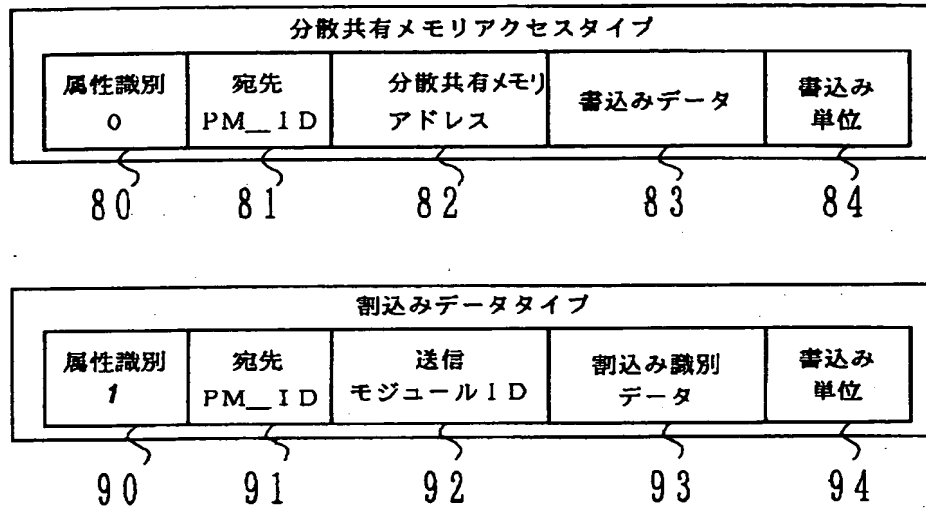 分散共有メモリアクセスタイプ
属性識別
0
宛先
PM__ID
分散共有メモリ
アドレス
書込みデータ
書込み
単位
80
81
82
83
84
割込みデータタイプ
属性識別
1
宛先
PM__ID
送信
モジュールID
割込み識別
データ
書込み
単位
90
91
92
93
94